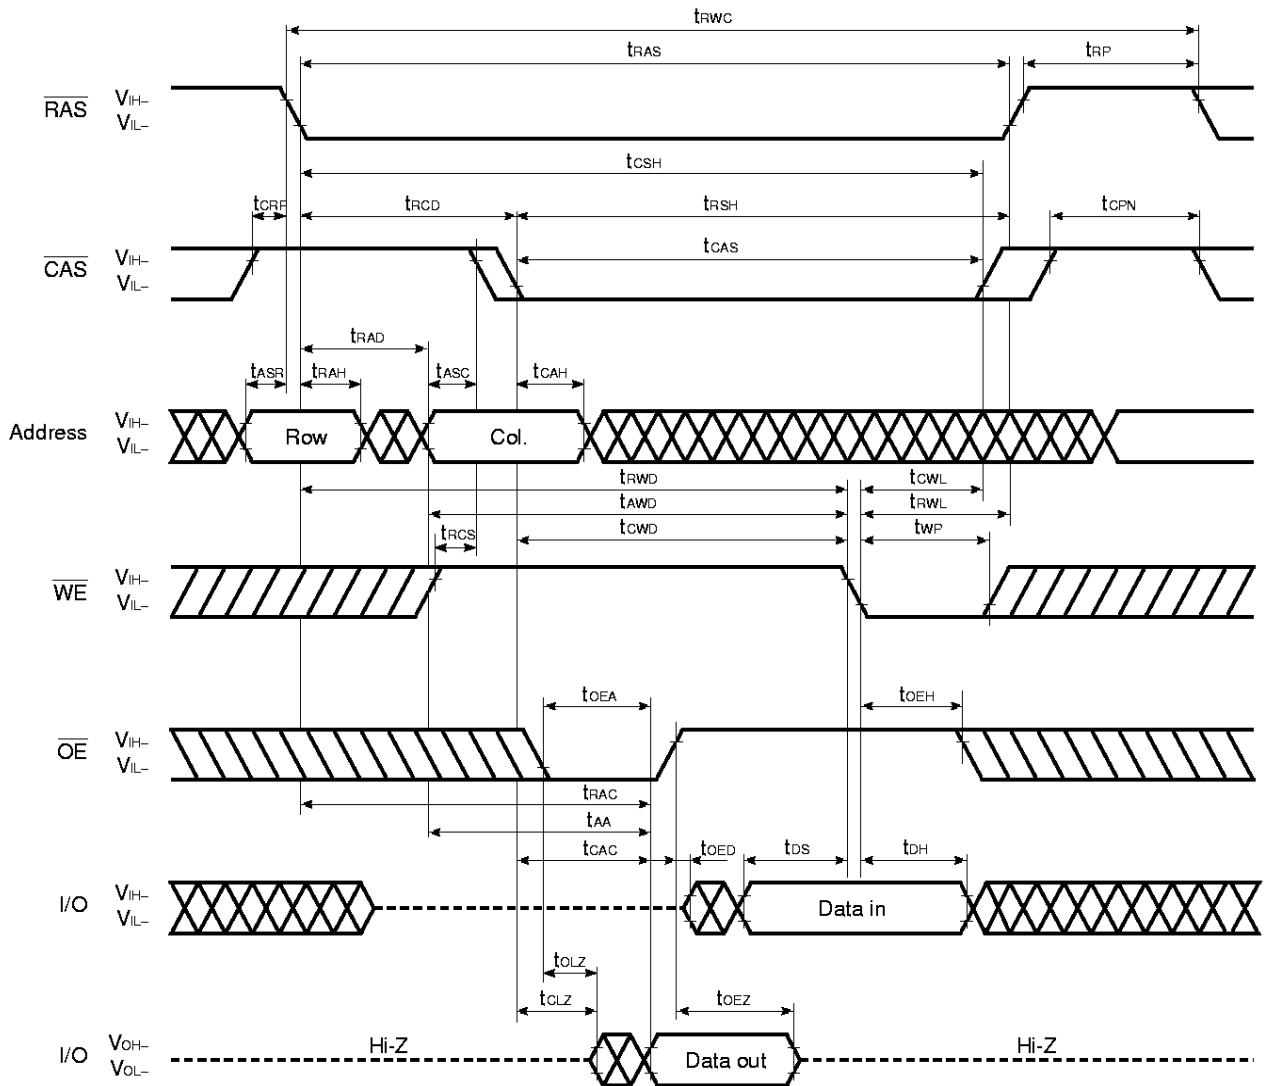 tRWC
tRAS
tRP
RAS
VIH–
VIL–
tCSH
tCRP
tRCD
tRSH
tCPN
CAS
VIH–
VIL–
tCAS
tRAD
tASR
tRAH
tASC
tCAH
Address
VIH–
VIL–
Row
Col.
tRWD
tCWL
tAWD
tRWL
tRCS
tCWD
tWP
WE
VIH–
VIL–
tOEA
tOEH
OE
VIH–
VIL–
tRAC
tAA
tCAC
tOED
tDS
tDH
I/O
VIH–
VIL–
Data in
tOLZ
tCLZ
tOEZ
I/O
VOH–
VOL–
Hi-Z
Data out
Hi-Z